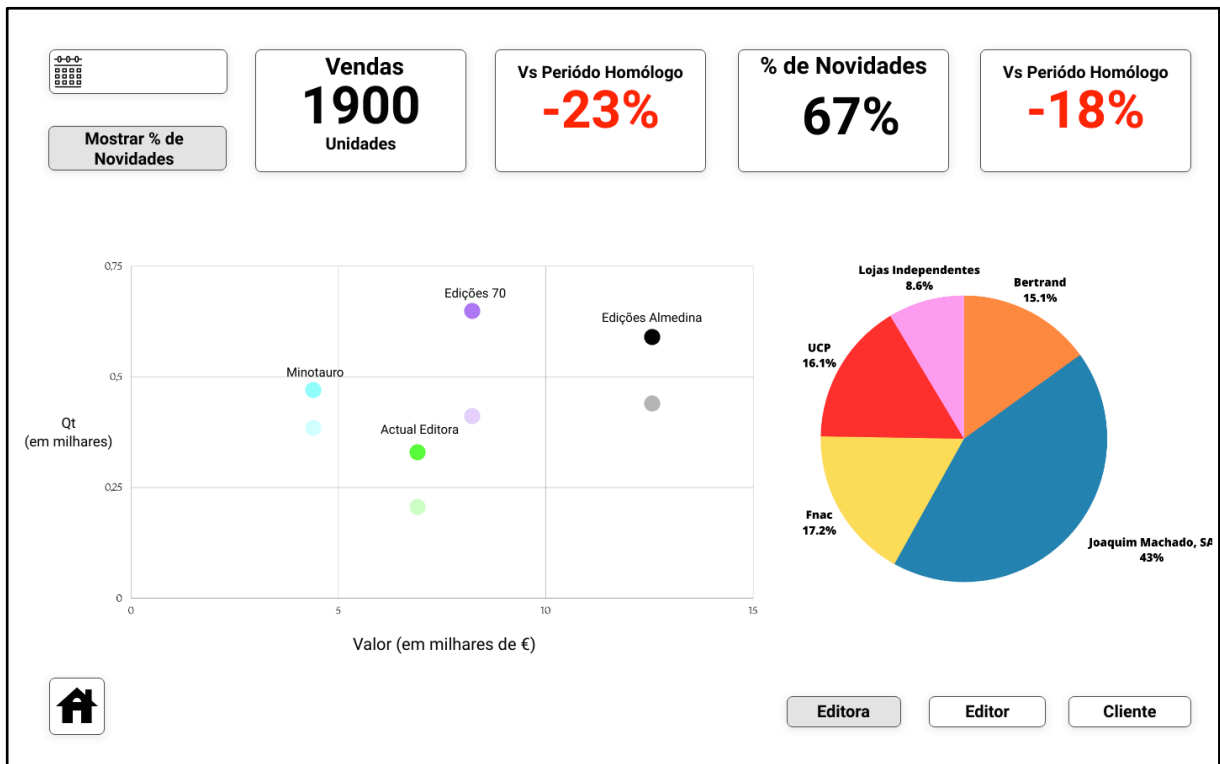 Mostrar % de
Novidades
Vendas
1900
Unidades
Vs Periódo Homólogo
-23%
% de Novidades
67%
Vs Periódo Homólogo
-18%
0,75
0,5
0,25
0
0
5
10
15
Qt
(em milhares)
Valor (em milhares de €)
Edições 70
Edições Almedina
Minotauro
Actual Editora
Lojas Independentes
8.6%
Bertrand
15.1%
UCP
16.1%
Fnac
17.2%
Joaquim Machado, SA
43%
Editora
Editor
Cliente